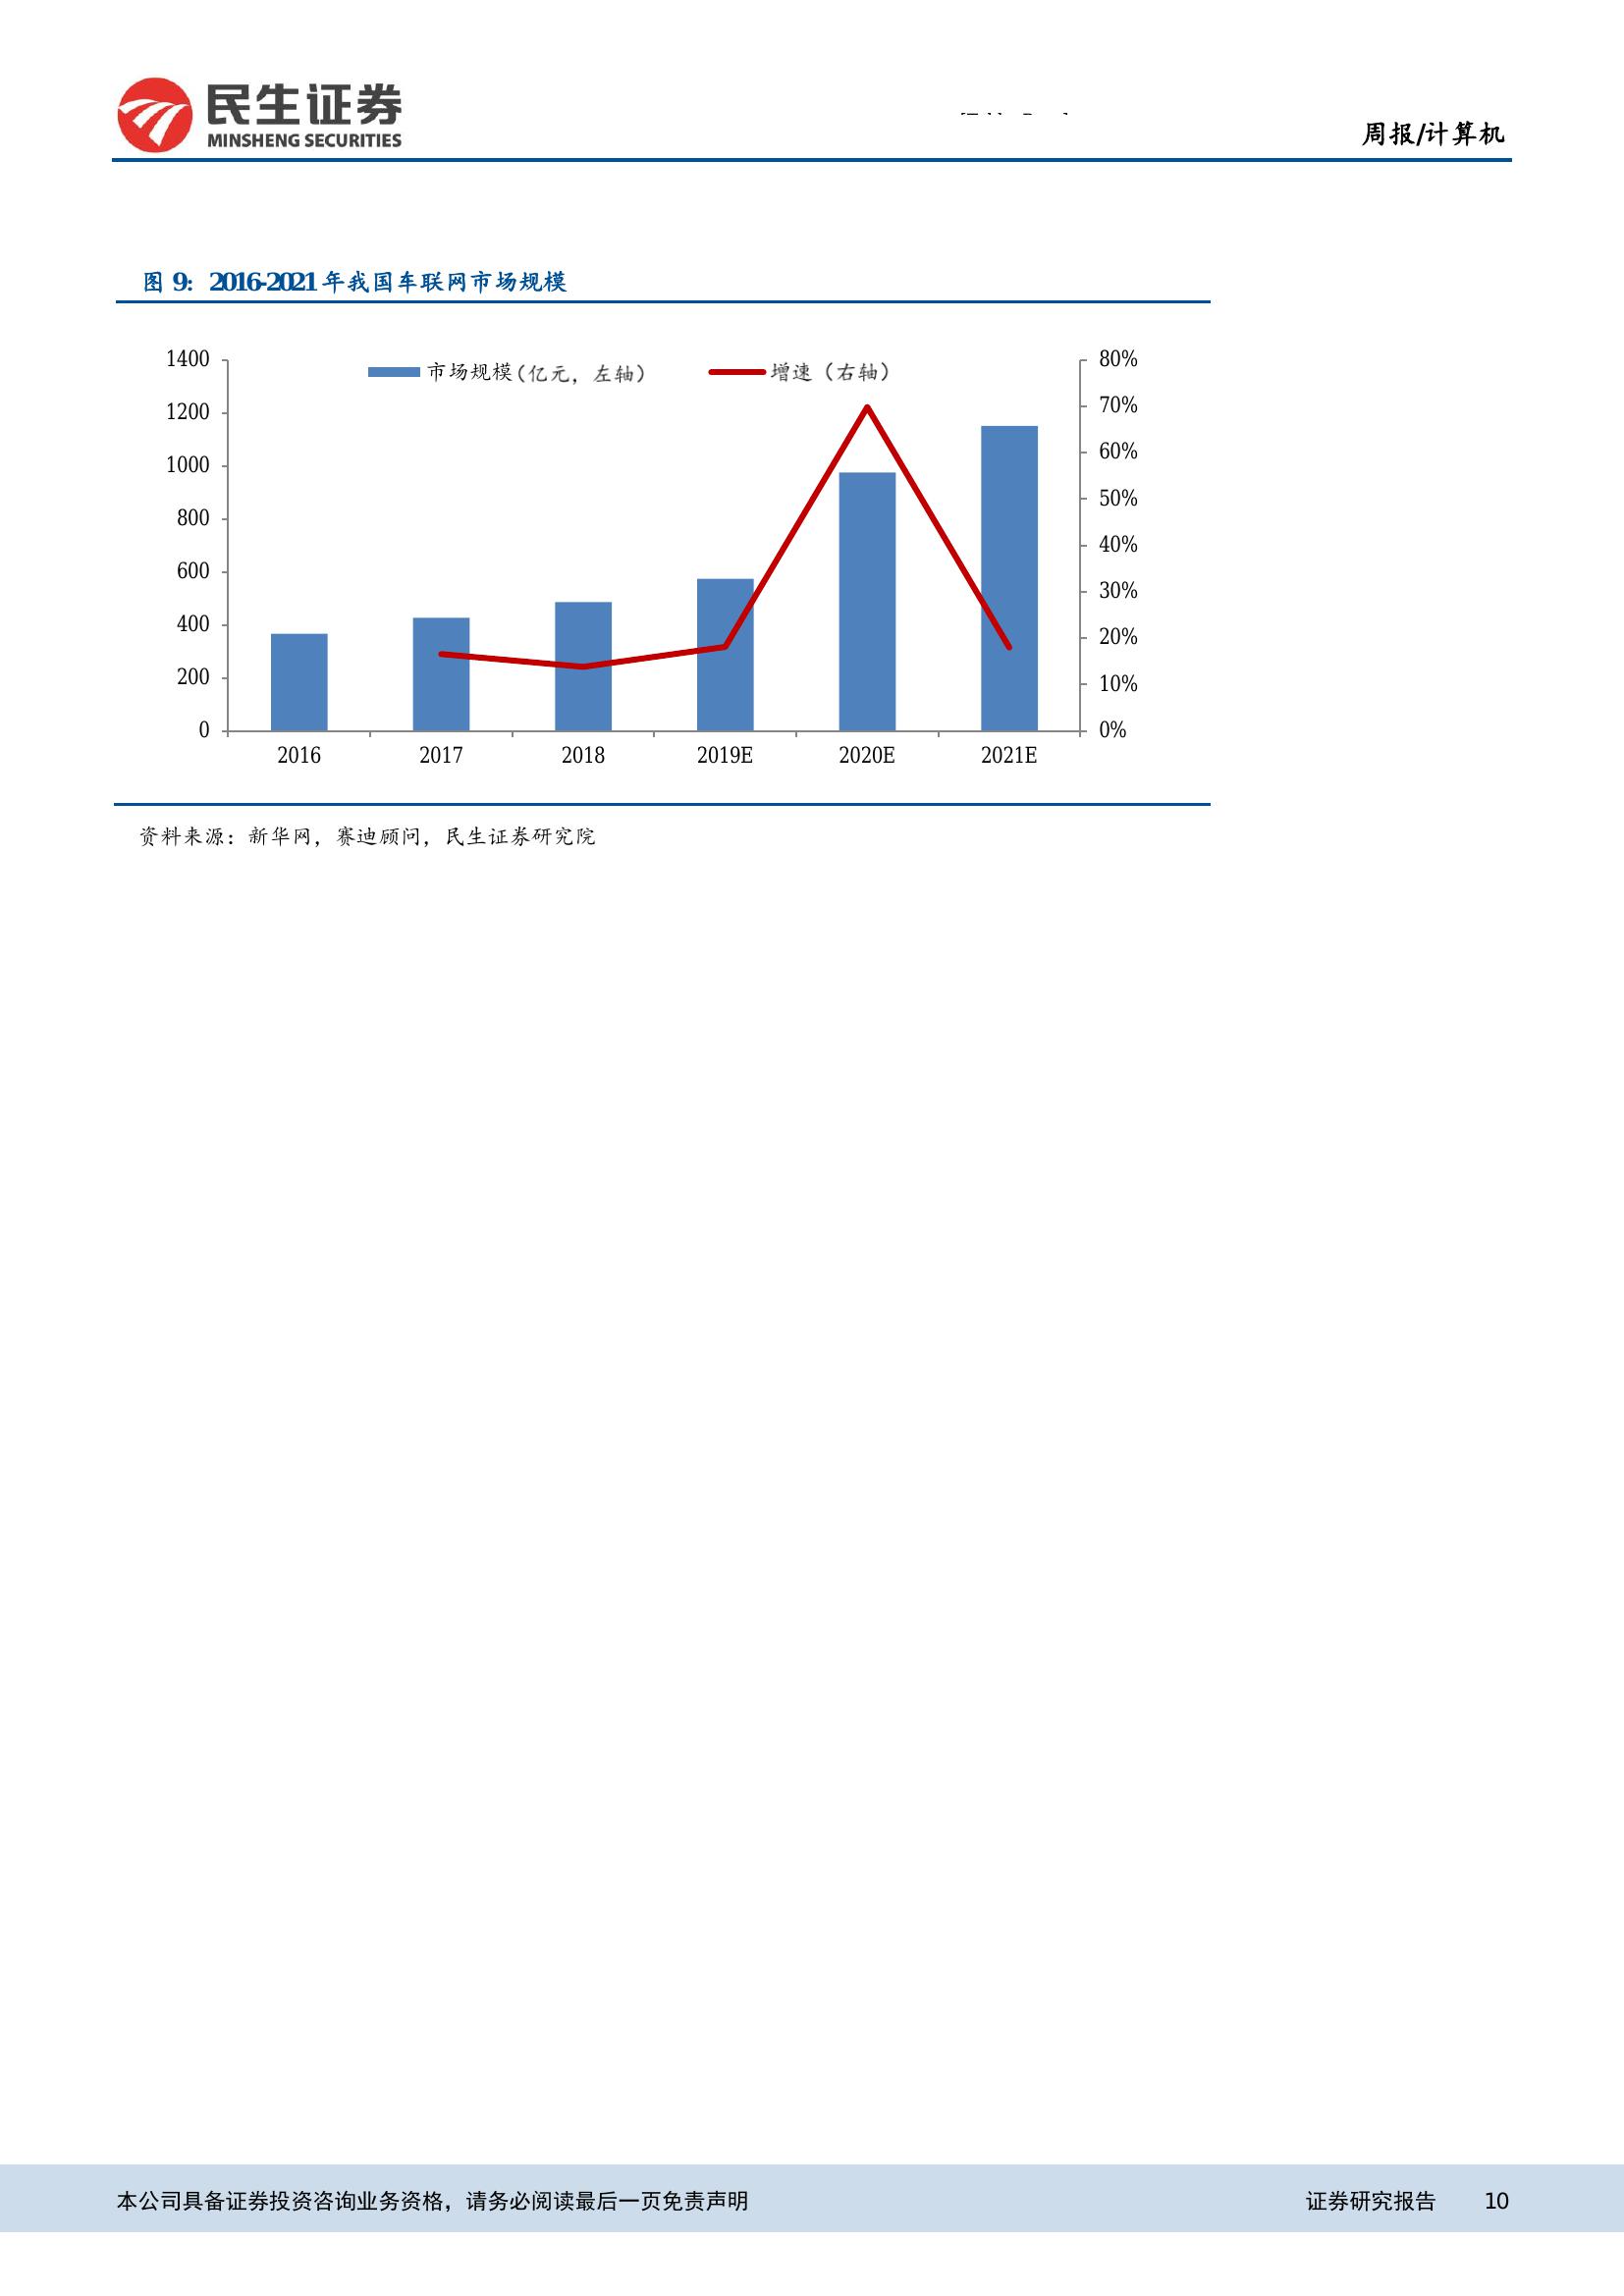 民生证券
MINSHENG SECURITIES
周报/计算机
图 9: 2016-2021 年我国车联网市场规模
市场规模(亿元,左轴) 增速(右轴)
1400
1200
1000
800
600
400
200
0
80%
70%
60%
50%
40%
30%
20%
10%
0%
2016 2017 2018 2019E 2020E 2021E
资料来源:新华网,赛迪顾问,民生证券研究院
本公司具备证券投资咨询业务资格,请务必阅读最后一页免责声明 证券研究报告 10